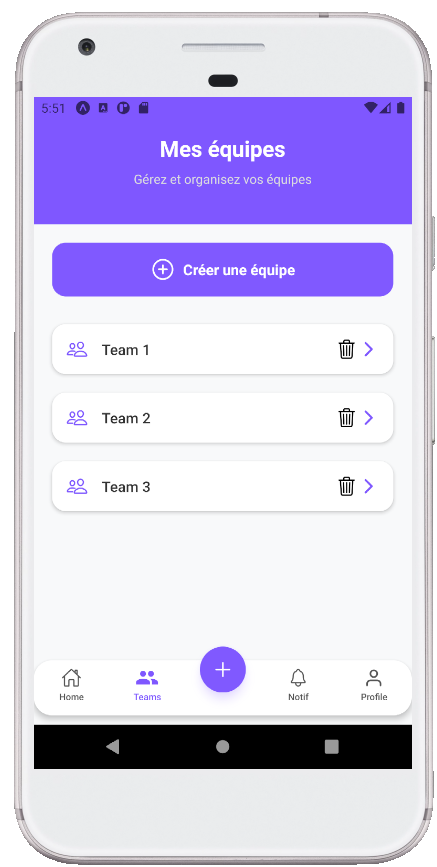 5:51
Mes équipes
Gérez et organisez vos équipes
Créer une équipe
Team 1
Team 2
Team 3
Home
Teams
Notif
Profile